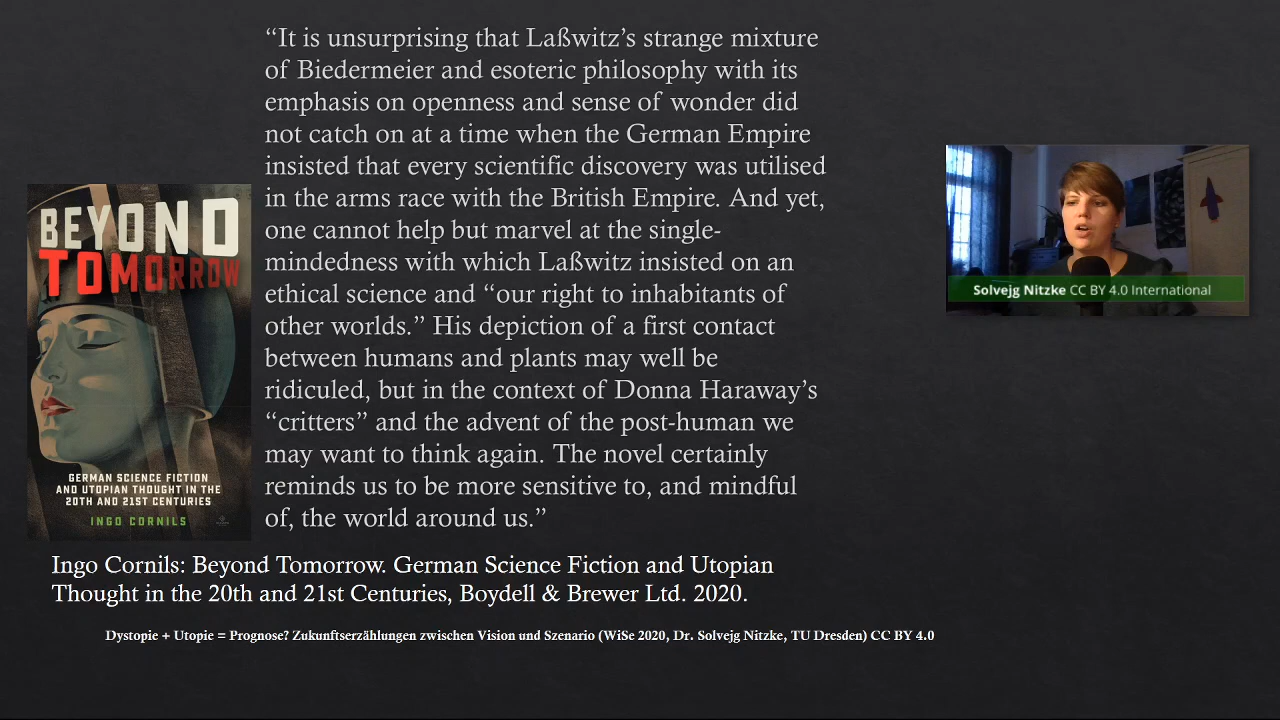 “It is unsurprising that Laßwitz’s strange mixture
of Biedermeier and esoteric philosophy with its
emphasis on openness and sense of wonder did
not catch on at a time when the German Empire
insisted that every scientific discovery was utilised
in the arms race with the British Empire. And yet,
one cannot help but marvel at the single-
mindedness with which Laßwitz insisted on an
ethical science and “our right to inhabitants of
other worlds.” His depiction of a first contact
between humans and plants may well be
ridiculed, but in the context of Donna Haraway’s
“critters” and the advent of the post-human we
may want to think again. The novel certainly
reminds us to be more sensitive to, and mindful
of, the world around us.”
BEYOND
TOMORROW
GERMAN SCIENCE FICTION
AND UTOPIAN THOUGHT IN THE
20TH AND 21ST CENTURIES
INGO CORNILS
Solvejg Nitzke CC BY 4.0 International
Ingo Cornils: Beyond Tomorrow. German Science Fiction and Utopian
Thought in the 20th and 21st Centuries, Boydell & Brewer Ltd. 2020.
Dystopie + Utopie = Prognose? Zukunftserzählungen zwischen Vision und Szenario (WiSe 2020, Dr. Solvejg Nitzke, TU Dresden) CC BY 4.0